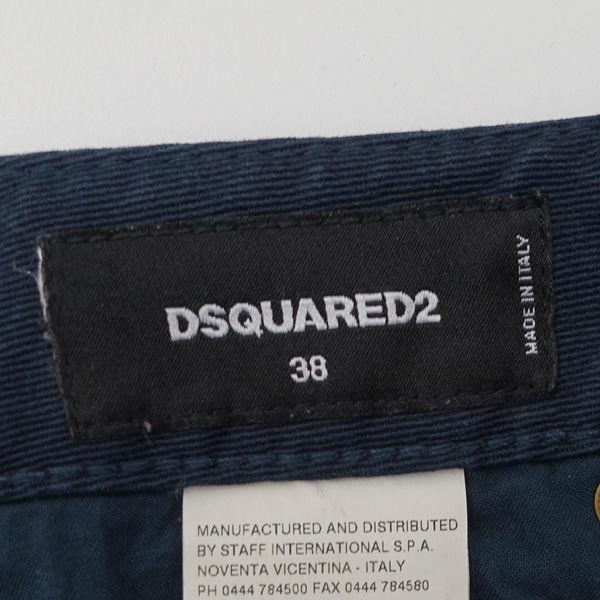 DSQUARED2
38
MADE IN ITALY
MANUFACTURED AND DISTRIBUTED
BY STAFF INTERNATIONAL S.P.A.
NOVENTA VICENTINA - ITALY
PH 0444 784500 FAX 0444 784580